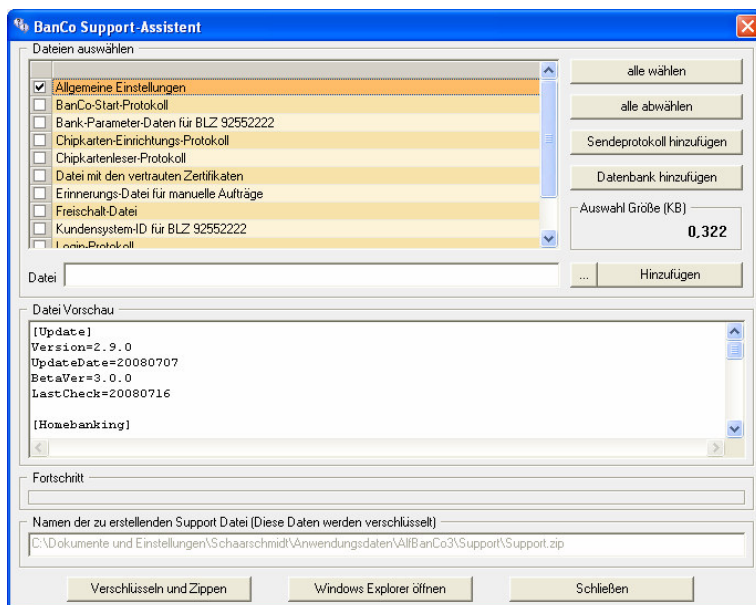 BanCo Support-Assistent
Dateien auswählen
Allgemeine Einstellungen
BanCo-Start-Protokoll
Bank-Parameter-Daten für BLZ 92552222
Chipkarten-Einrichtungs-Protokoll
Chipkartenleser-Protokoll
Datei mit den vertrauten Zertifikaten
Erinnerungs-Datei für manuelle Aufträge
Freischalt-Datei
Kundensystem-ID für BLZ 92552222
Login-Protokoll
alle wählen
alle abwählen
Sendeprotokoll hinzufügen
Datenbank hinzufügen
Auswahl Größe (KB)
0,322
Datei
...
Hinzufügen
Datei Vorschau
[Update]
Version=2.9.0
UpdateDate=20080707
BetaVer=3.0.0
LastCheck=20080716
[Homebanking]
Fortschritt
Namen der zu erstellenden Support Datei (Diese Daten werden verschlüsselt)
C:\Dokumente und Einstellungen\Schaarschmidt\Anwendungsdaten\AlfBanCo3\Support\Support.zip
Verschlüsseln und Zippen
Windows Explorer öffnen
Schließen